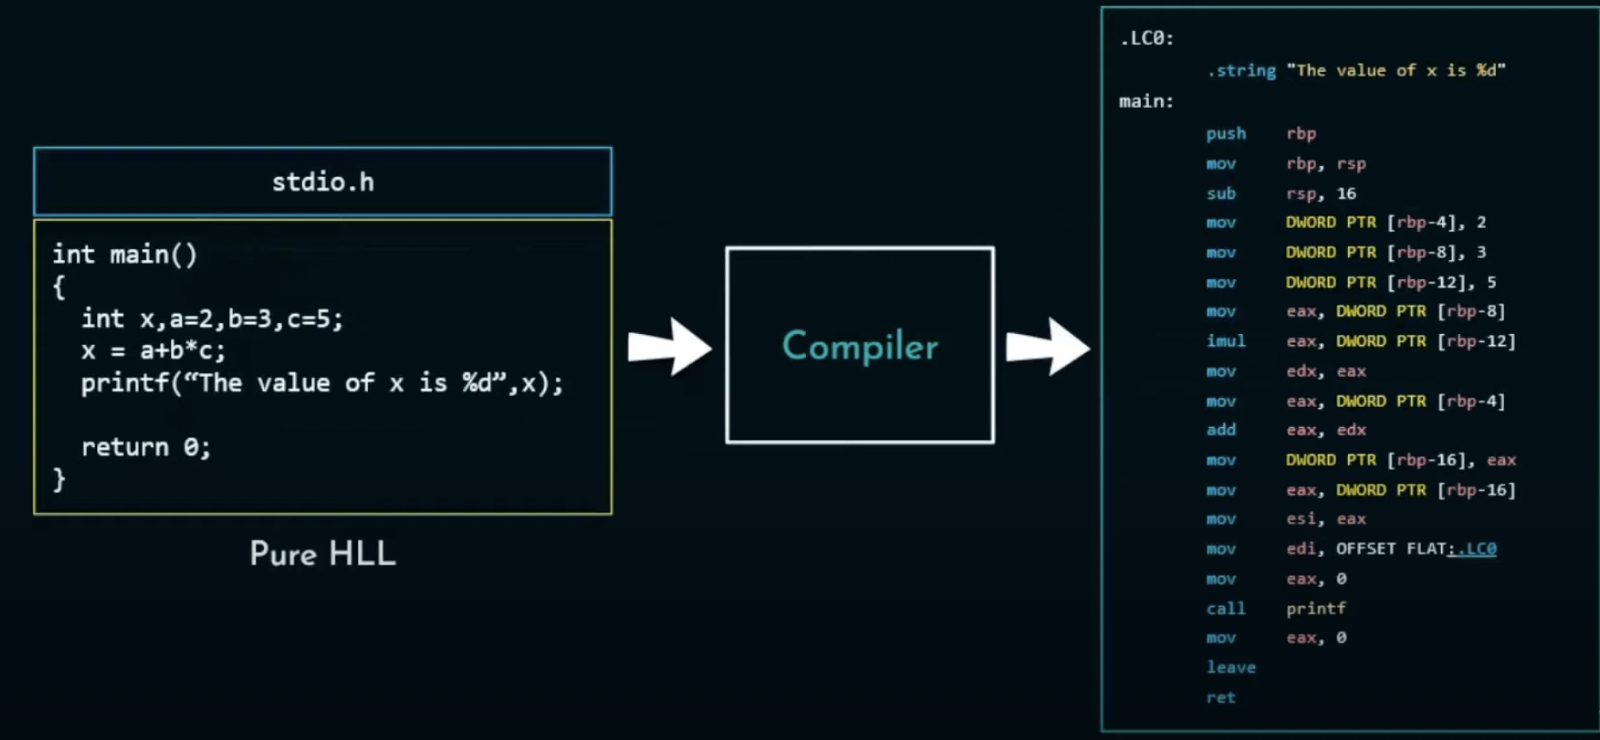 stdio.h
int main()
{
int x,a=2,b=3,c=5;
x = a+b*c;
printf(“The value of x is %d”,x);
return 0;
}
Pure HLL
Compiler
.LC0:
.string "The value of x is %d"
main:
push rbp
mov rbp, rsp
sub rsp, 16
mov DWORD PTR [rbp-4], 2
mov DWORD PTR [rbp-8], 3
mov DWORD PTR [rbp-12], 5
mov eax, DWORD PTR [rbp-8]
imul eax, DWORD PTR [rbp-12]
mov edx, eax
mov eax, DWORD PTR [rbp-4]
add eax, edx
mov DWORD PTR [rbp-16], eax
mov eax, DWORD PTR [rbp-16]
mov esi, eax
mov edi, OFFSET FLAT:.LC0
mov eax, 0
call printf
mov eax, 0
leave
ret